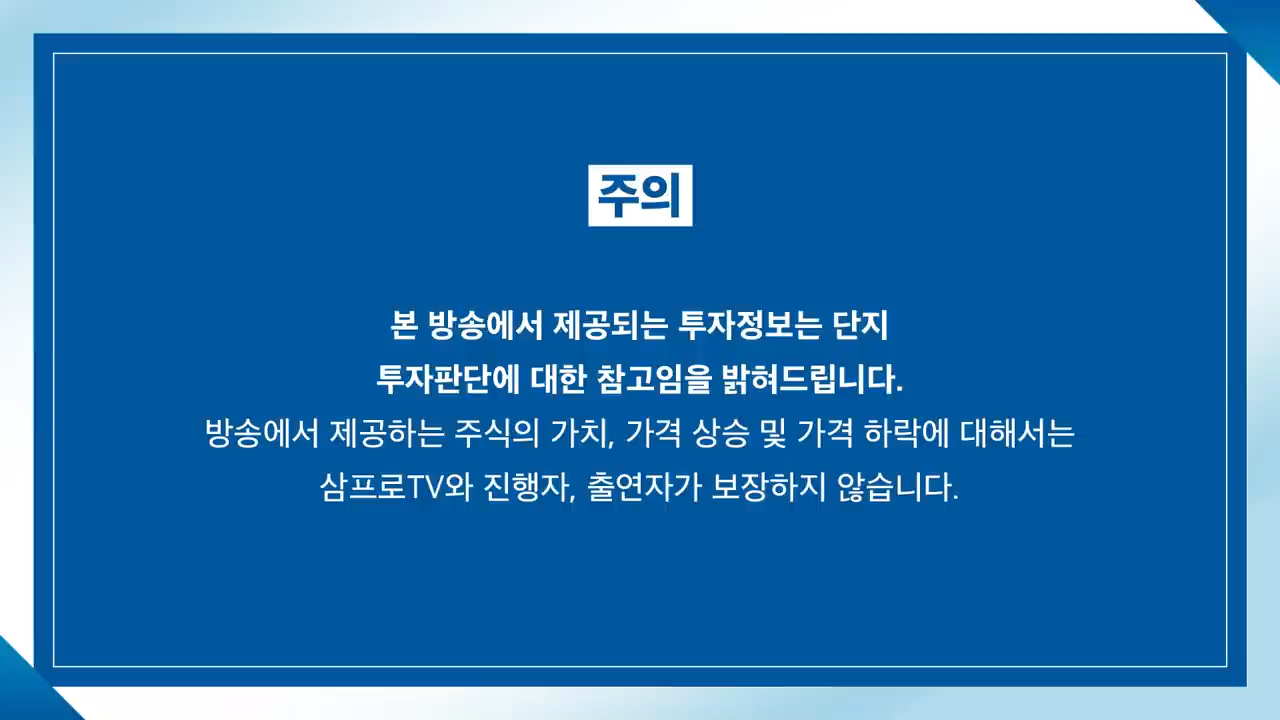 주의
본 방송에서 제공되는 투자정보는 단지
투자판단에 대한 참고임을 밝혀드립니다.
방송에서 제공하는 주식의 가치, 가격 상승 및 가격 하락에 대해서는
삼프로TV와 진행자, 출연자가 보장하지 않습니다.